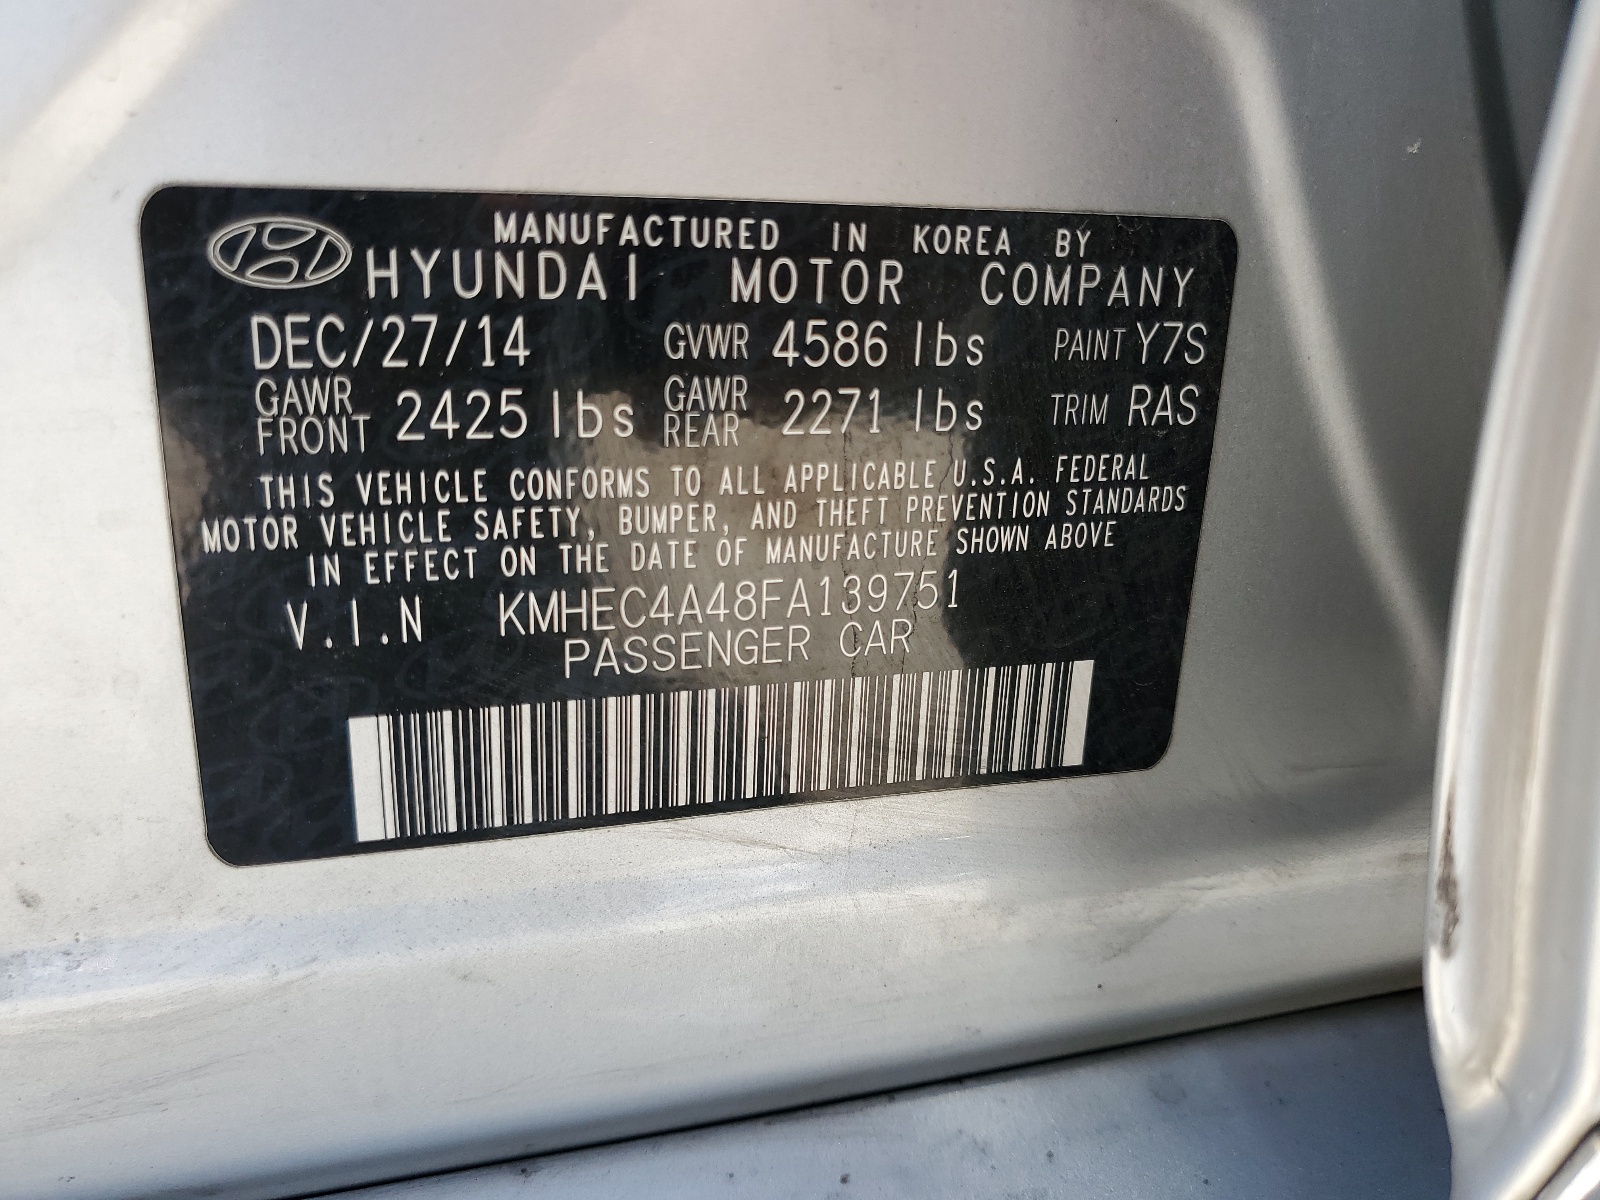 MANUFACTURED IN KOREA BY
HYUNDAI MOTOR COMPANY
DEC/27/14 GVWR 4586 lbs PAINT Y7S
GAWR FRONT 2425 lbs GAWR REAR 2271 lbs TRIM RAS
THIS VEHICLE CONFORMS TO ALL APPLICABLE U.S.A. FEDERAL
MOTOR VEHICLE SAFETY, BUMPER, AND THEFT PREVENTION STANDARDS
IN EFFECT ON THE DATE OF MANUFACTURE SHOWN ABOVE
V.I.N KMHEC4A48FA139751
PASSENGER CAR